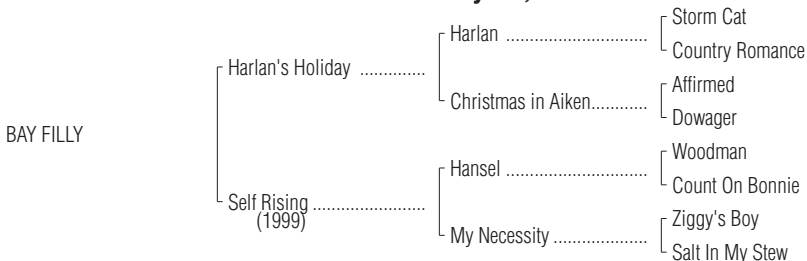 Storm Cat
Harlan ................................
Country Romance
Harlan's Holiday ..............
Affirmed
Christmas in Aiken............
Dowager
BAY FILLY
Woodman
Hansel ................................
Count On Bonnie
Self Rising ........................
(1999)
Ziggy's Boy
My Necessity .....................
Salt In My Stew